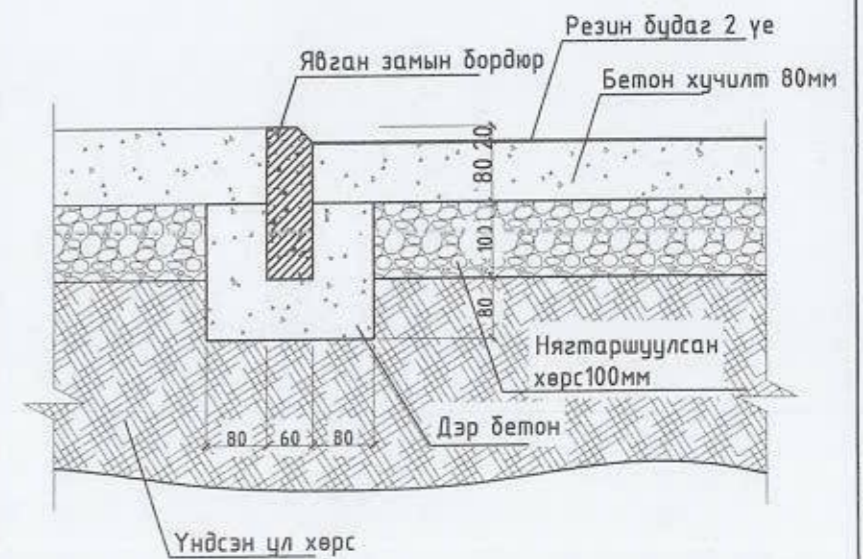 Резин будаг 2 үе
Явган замын бордюр
Бетон хучилт 80мм
20
80
100
80
Нягтаршуулсан
хөрс100мм
80 60 80
Дэр бетон
Үндсэн ул хөрс